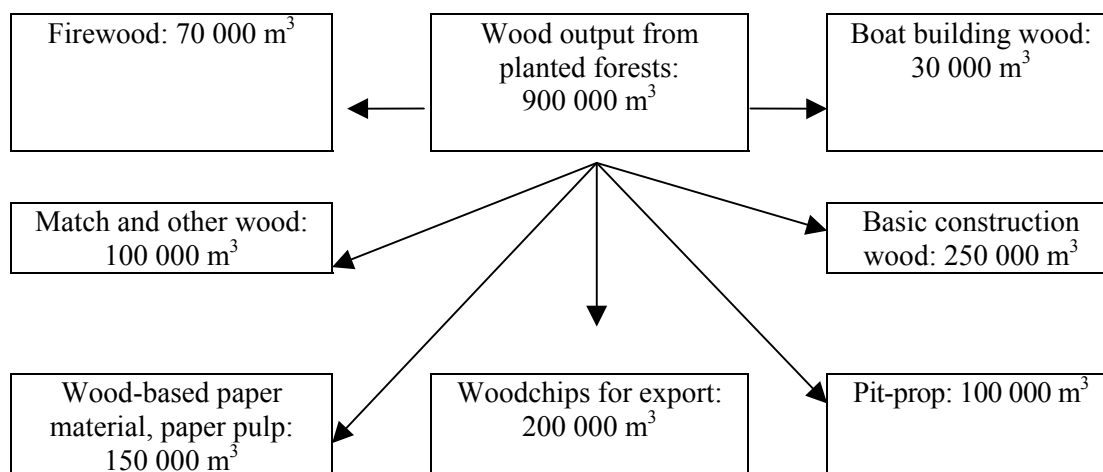 Firewood: 70 000 m³
Wood output from
planted forests:
900 000 m³
Boat building wood:
30 000 m³
Match and other wood:
100 000 m³
Basic construction
wood: 250 000 m³
Wood-based paper
material, paper pulp:
150 000 m³
Woodchips for export:
200 000 m³
Pit-prop: 100 000 m³